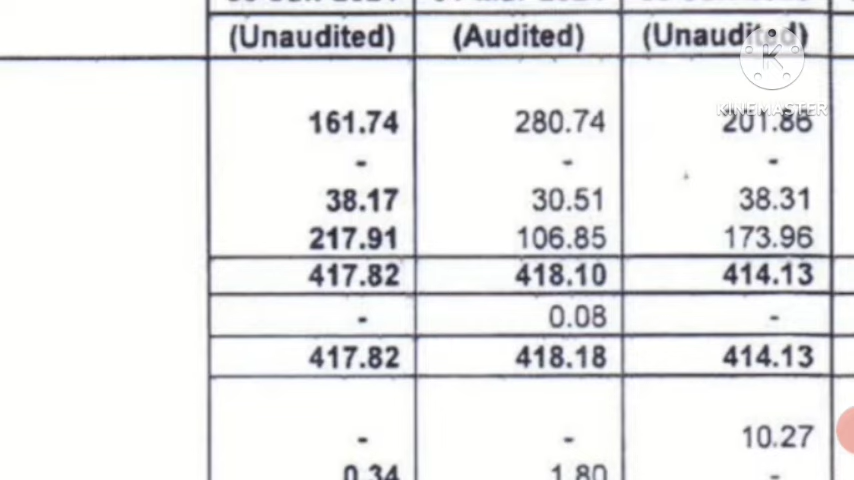 (Unaudited) (Audited) (Unaudited)
KINEMASTER
161.74 280.74 201.86
- - -
38.17 30.51 38.31
217.91 106.85 173.96
417.82 418.10 414.13
- 0.08 -
417.82 418.18 414.13
- - 10.27
0.34 1.80 -